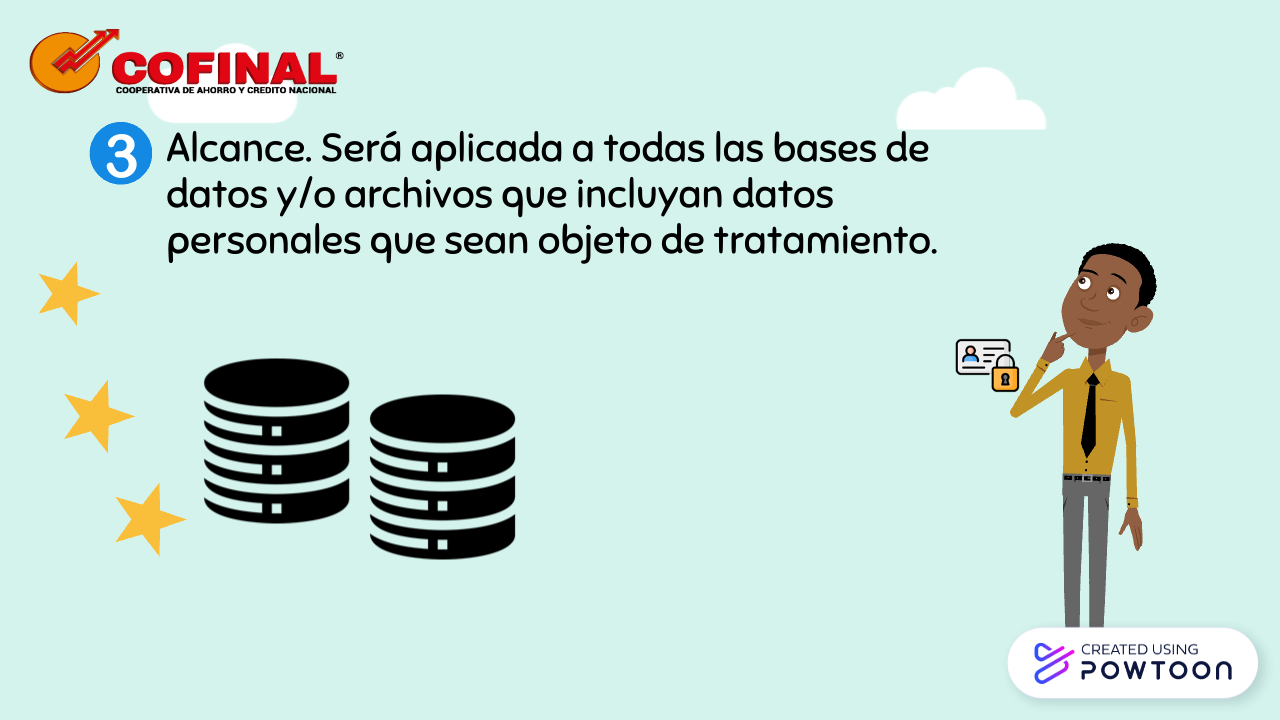 COFINAL®
COOPERATIVA DE AHORRO Y CREDITO NACIONAL
3
Alcance. Será aplicada a todas las bases de
datos y/o archivos que incluyan datos
personales que sean objeto de tratamiento.
CREATED USING
POWTOON